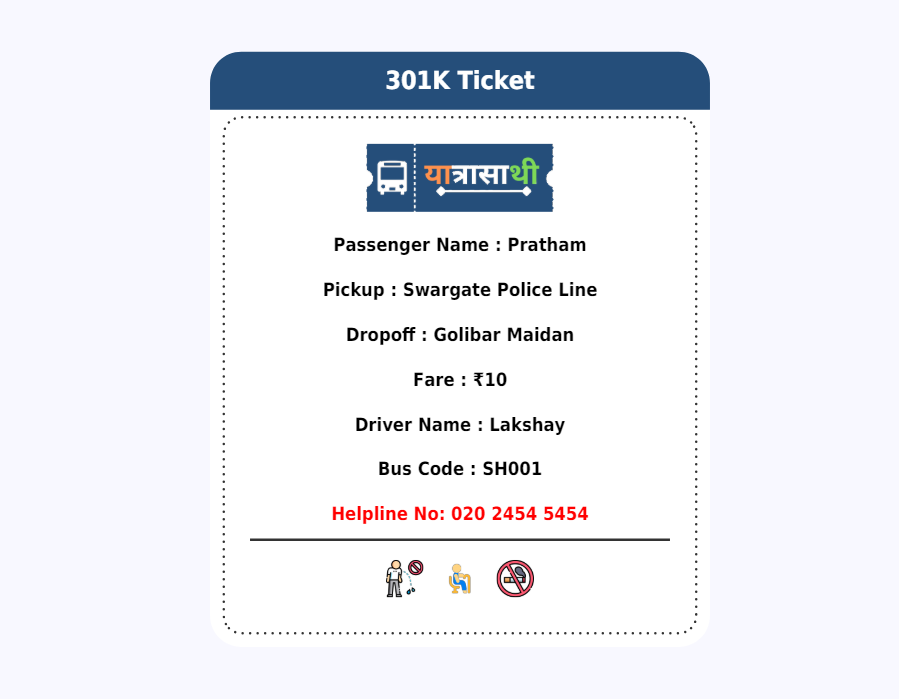 301K Ticket
यात्रासाथी
Passenger Name : Pratham
Pickup : Swargate Police Line
Dropoff : Golibar Maidan
Fare : ₹10
Driver Name : Lakshay
Bus Code : SH001
Helpline No: 020 2454 5454